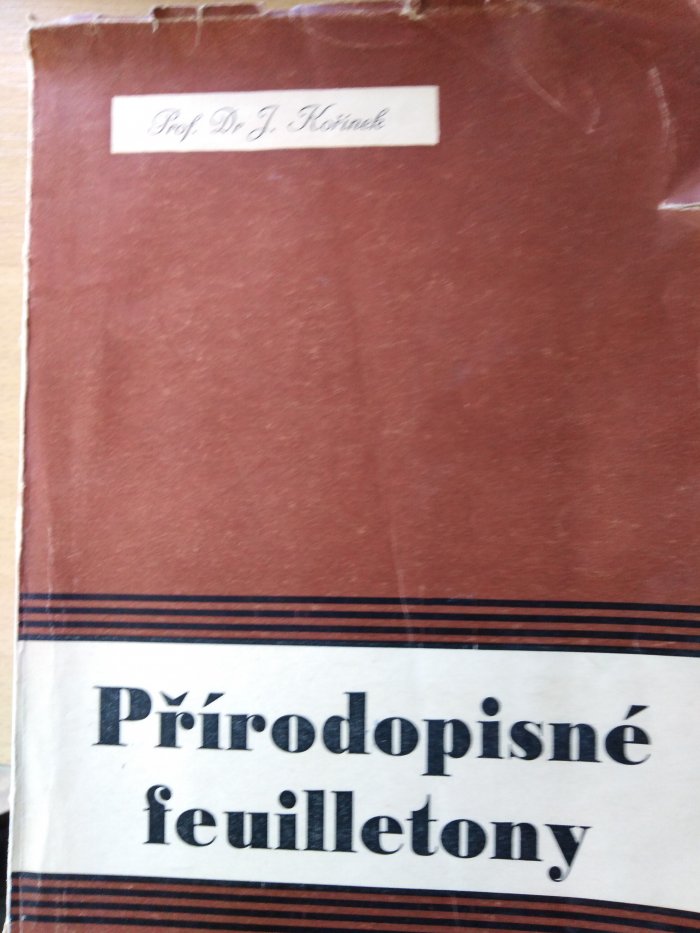 Prof. Dr J. Kořínek
Přírodopisné
feuilletony